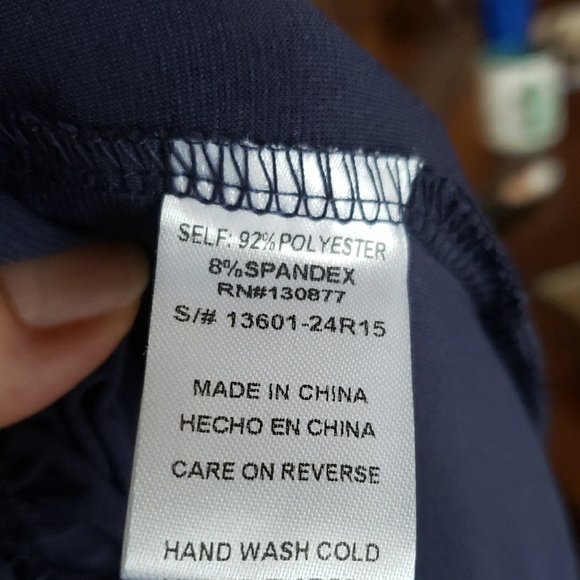 SELF: 92% POLYESTER
8% SPANDEX
RN#130877
S/# 13601-24R15
MADE IN CHINA
HECHO EN CHINA
CARE ON REVERSE
HAND WASH COLD